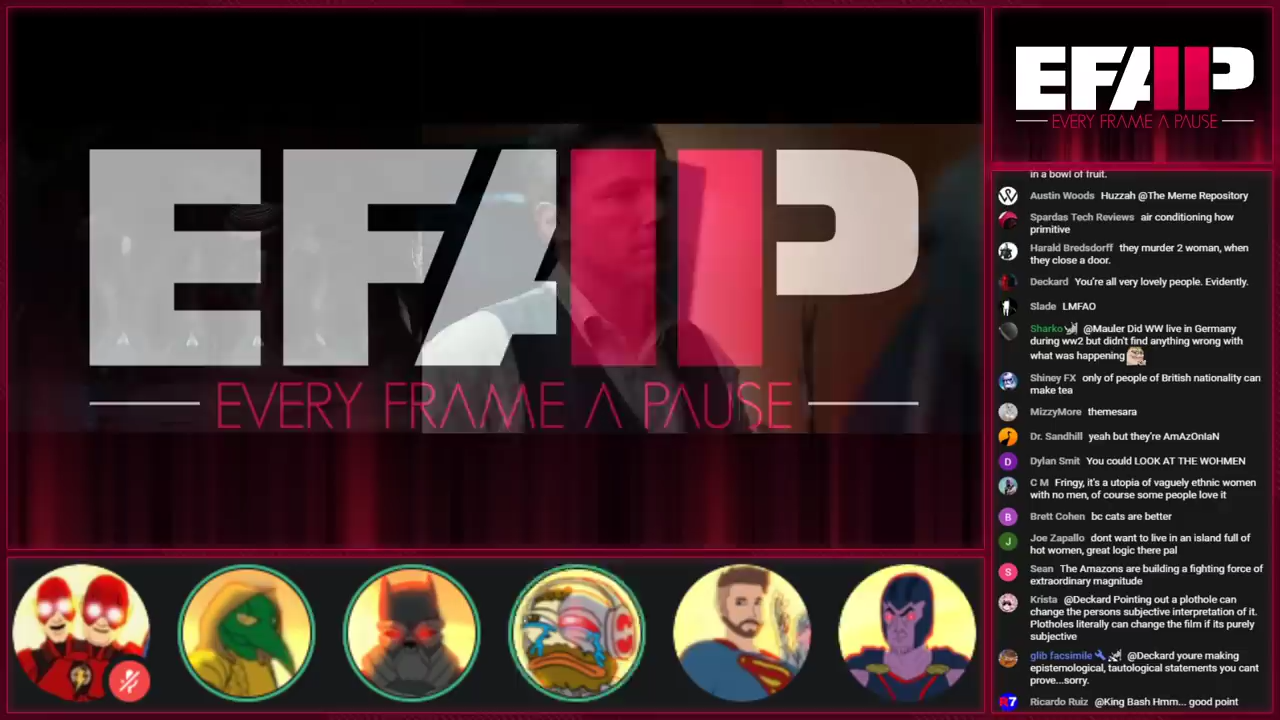 EFAP
EVERY FRAME A PAUSE
EFAP
EVERY FRAME A PAUSE
in a bowl of fruit.
Austin Woods Huzzah @The Meme Repository
Spardas Tech Reviews air conditioning how
primitive
Harald Bredsdorff they murder 2 woman, when
they close a door.
Deckard You're all very lovely people. Evidently.
Slade LMFAO
Sharko @Mauler Did WW live in Germany
during ww2 but didn't find anything wrong with
what was happening
Shiney FX only of people of British nationality can
make tea
MizzyMore themesara
Dr. Sandhill yeah but they're AmAzOnIaN
D Dylan Smit You could LOOK AT THE WOHMEN
C M Fringy, it's a utopia of vaguely ethnic women
with no men, of course some people love it
B Brett Cohen bc cats are better
J Joe Zapallo dont want to live in an island full of
hot women, great logic there pal
S Sean The Amazons are building a fighting force of
extraordinary magnitude
Krista @Deckard Pointing out a plothole can
change the persons subjective interpretation of it.
Plotholes literally can change the film if its purely
subjective
glib facsimile @Deckard youre making
epistemological, tautological statements you cant
prove...sorry.
R7 Ricardo Ruiz @King Bash Hmm... good point